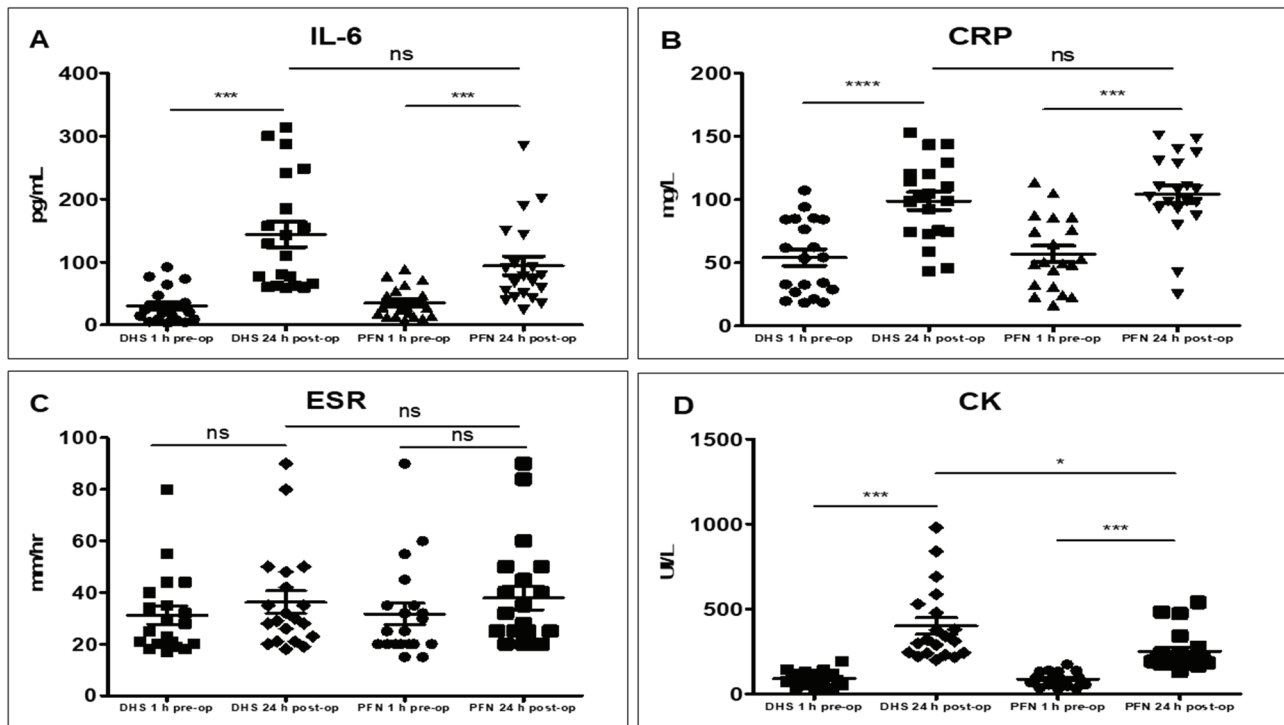 A
IL-6
ns
***
***
400
300
200
100
0
pg/mL
DHS 1 h pre-op
DHS 24 h post-op
PFN 1 h pre-op
PFN 24 h post-op
B
CRP
ns
****
***
200
150
100
50
0
mg/L
DHS 1 h pre-op
DHS 24 h post-op
PFN 1 h pre-op
PFN 24 h post-op
C
ESR
ns
ns
ns
100
80
60
40
20
0
mm/hr
DHS 1 h pre-op
DHS 24 h post-op
PFN 1 h pre-op
PFN 24 h post-op
D
CK
*
***
***
1500
1000
500
0
UI/L
DHS 1 h pre-op
DHS 24 h post-op
PFN 1 h pre-op
PFN 24 h post-op